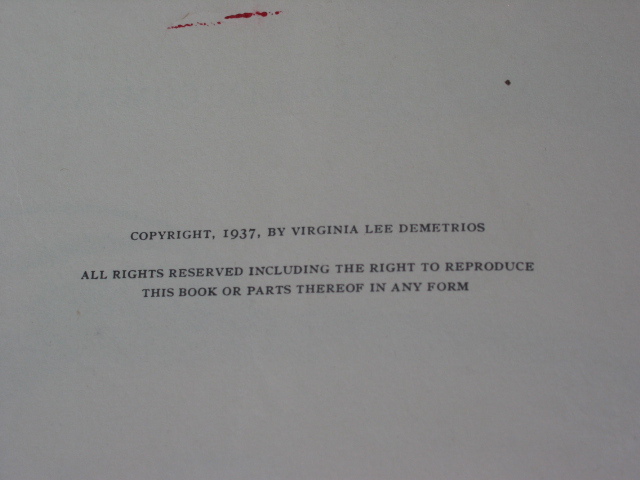 COPYRIGHT, 1937, BY VIRGINIA LEE DEMETRIOS
ALL RIGHTS RESERVED INCLUDING THE RIGHT TO REPRODUCE
THIS BOOK OR PARTS THEREOF IN ANY FORM